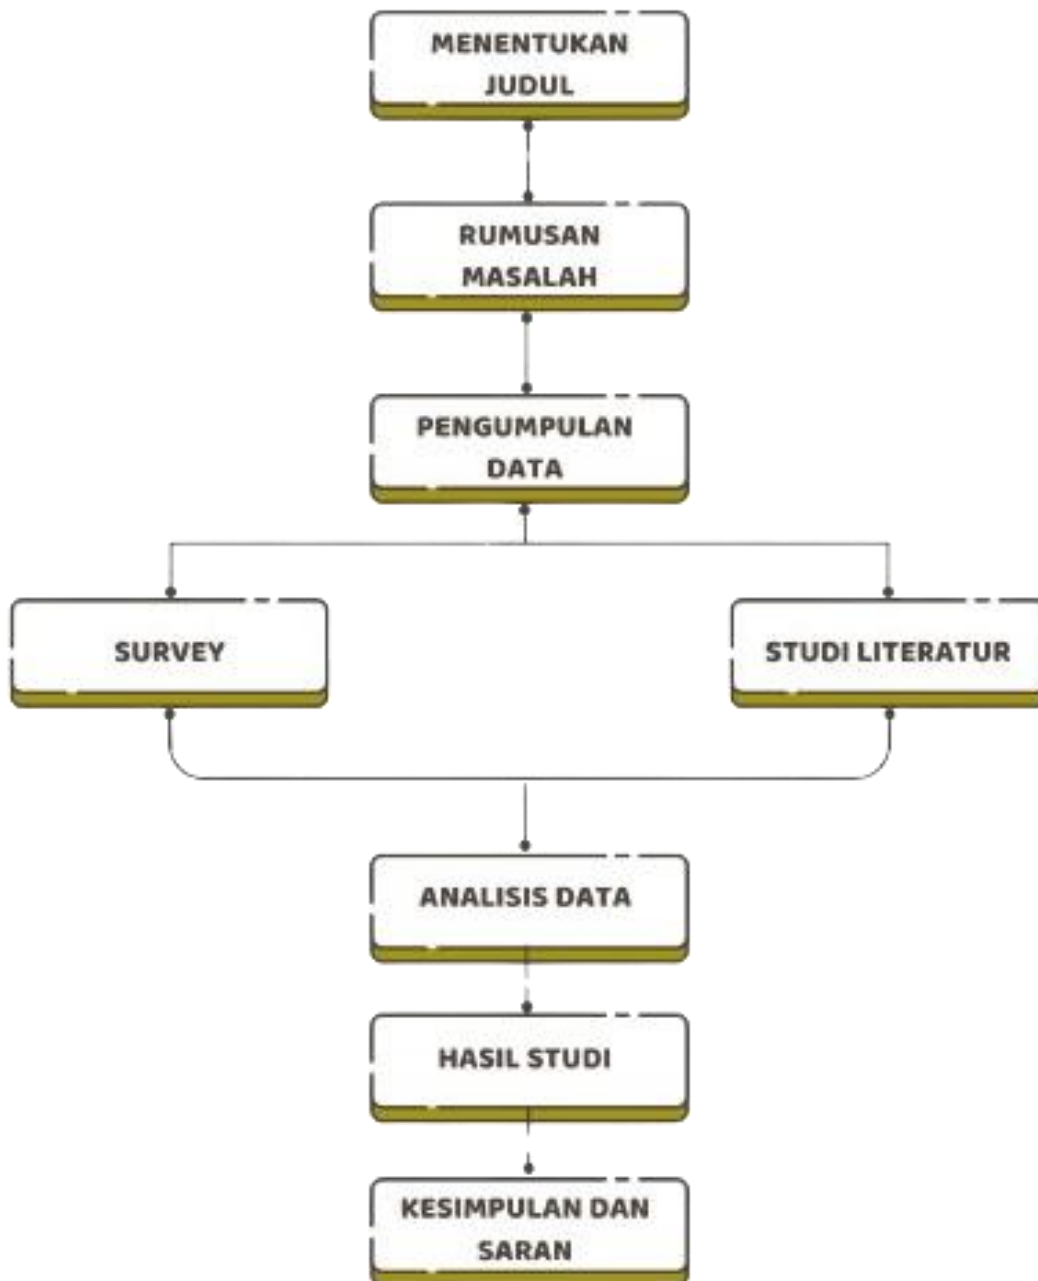 MENENTUKAN
JUDUL
RUMUSAN
MASALAH
PENGUMPULAN
DATA
SURVEY
STUDI LITERATUR
ANALISIS DATA
HASIL STUDI
KESIMPULAN DAN
SARAN